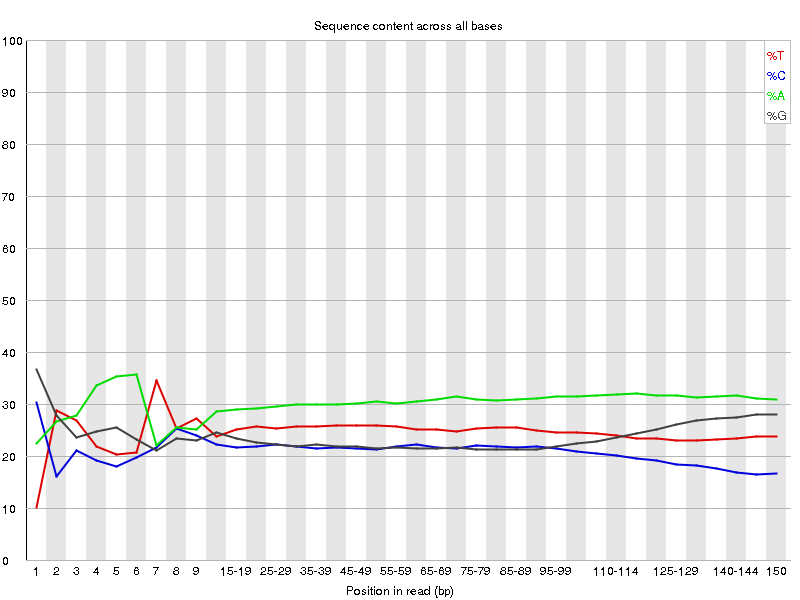 Sequence content across all bases
100
90
80
70
60
50
40
30
20
10
0
%T
%C
%A
%G
1 2 3 4 5 6 7 8 9 15-19 25-29 35-39 45-49 55-59 65-69 75-79 85-89 95-99 110-114 125-129 140-144 150
Position in read (bp)